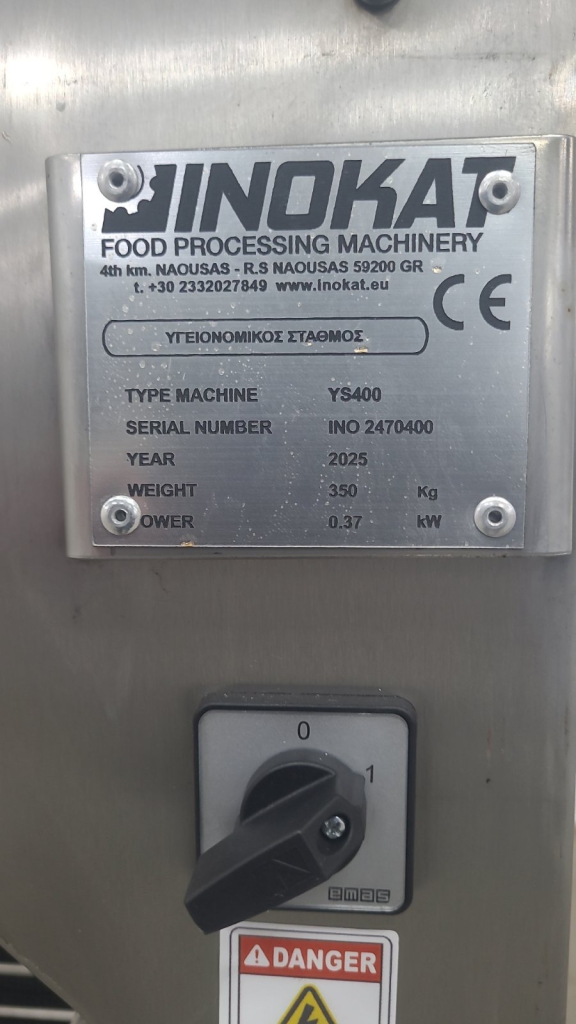 INOKAT
FOOD PROCESSING MACHINERY
4th km. NAOUSAS - R.S NAOUSAS 59200 GR
t. +30 2332027849 www.inokat.eu
CE
ΥΓΕΙΟΝΟΜΙΚΟΣ ΣΤΑΘΜΟΣ
TYPE MACHINE YS400
SERIAL NUMBER INO 2470400
YEAR 2025
WEIGHT 350 Kg
POWER 0.37 kW
0
1
emas
DANGER